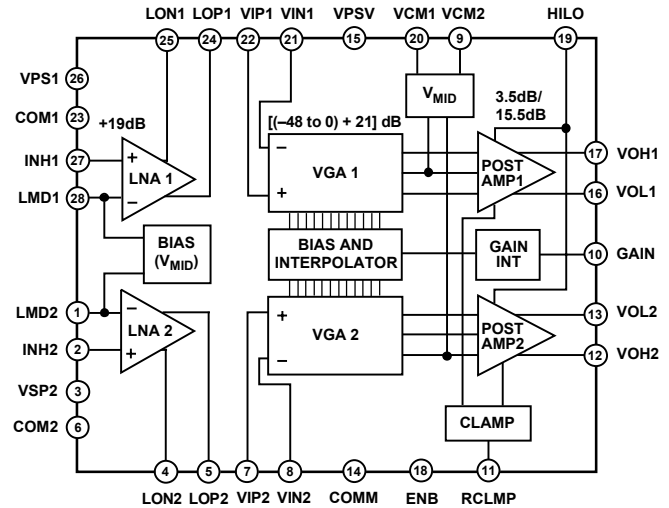 LON1 LOP1 VIP1 VIN1 VPSV VCM1 VCM2 HILO
25 24 22 21 15 20 9 19
VPS1 26
COM1 23
+19dB
[(–48 to 0) + 21] dB
VMID
3.5dB/
15.5dB
INH1 27
+
LNA 1
–
LMD1 28
–
VGA 1
+
POST
AMP1
17 VOH1
16 VOL1
BIAS
(VMID)
BIAS AND
INTERPOLATOR
GAIN
INT
10 GAIN
LMD2 1
–
LNA 2
+
INH2 2
+
VGA 2
–
POST
AMP2
13 VOL2
12 VOH2
VSP2 3
COM2 6
CLAMP
4 5 7 8 14 18 11
LON2 LOP2 VIP2 VIN2 COMM ENB RCLMP